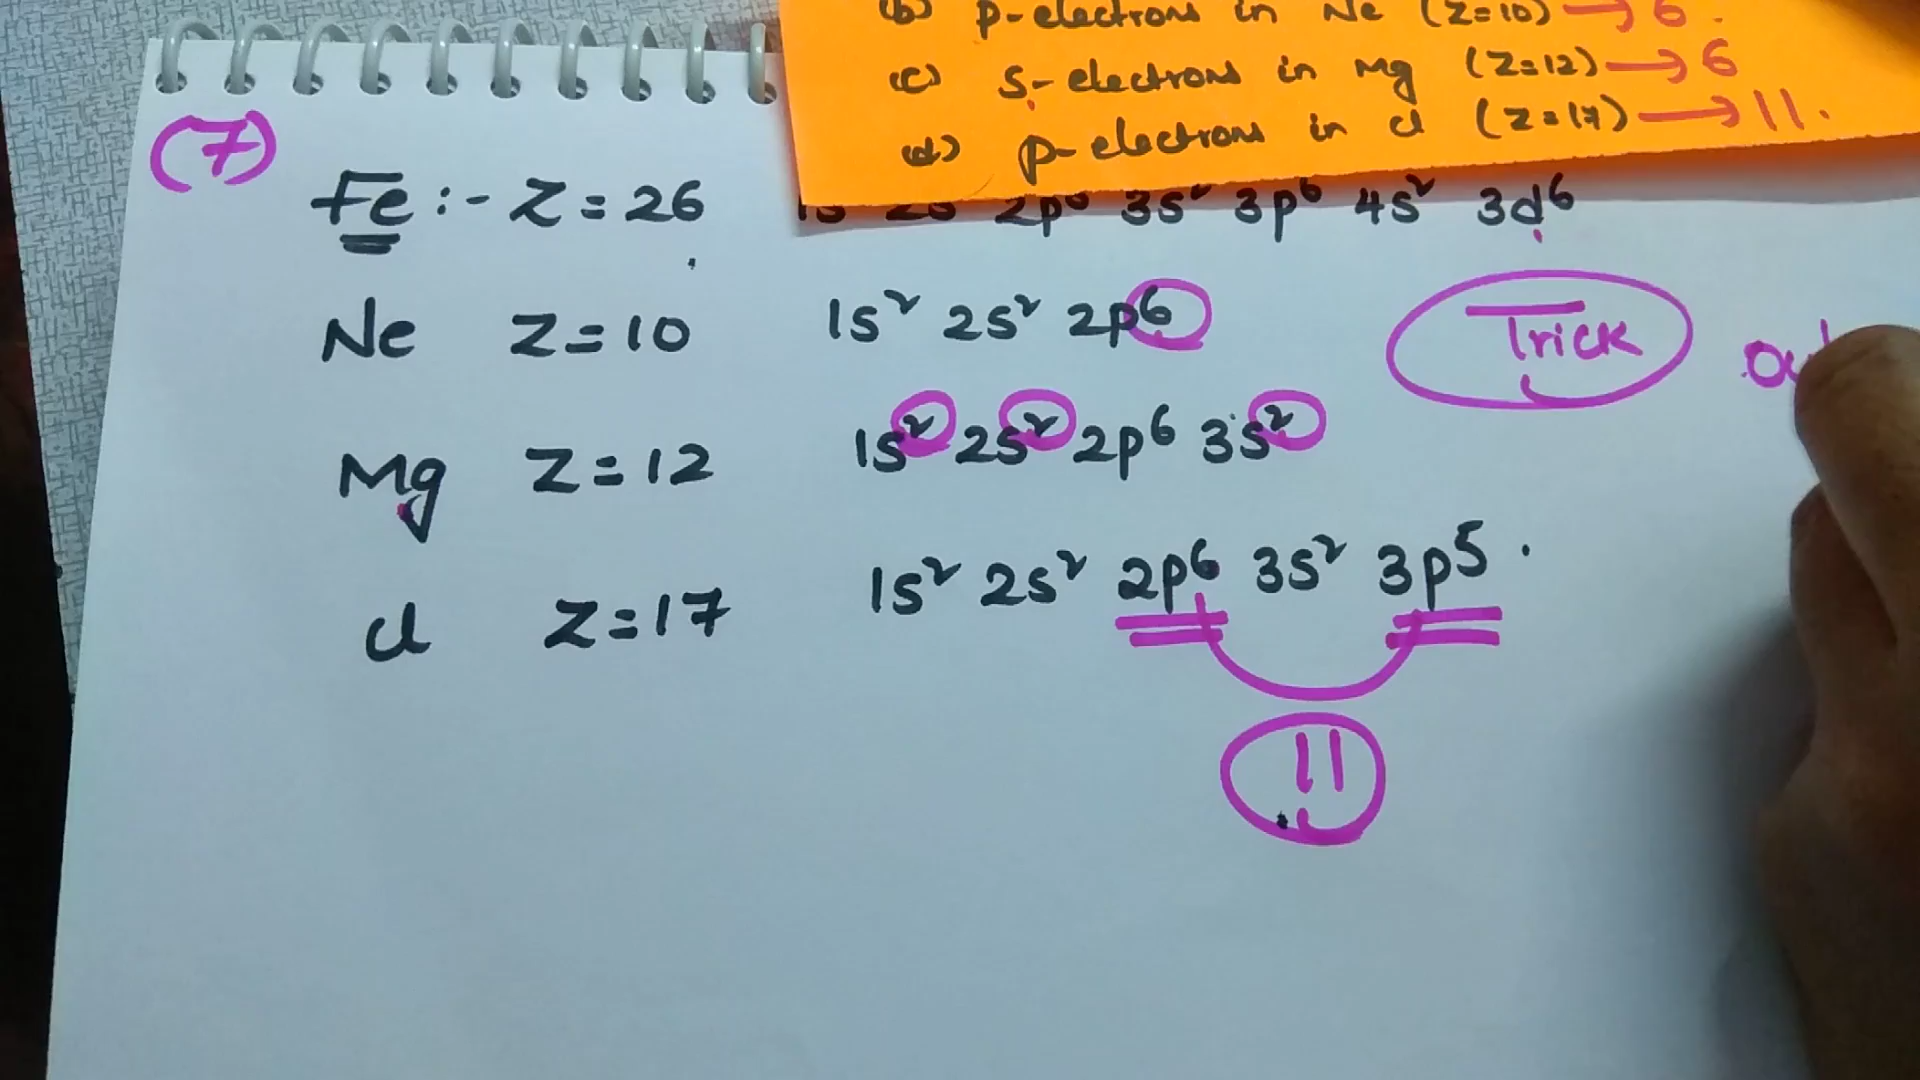 (b) p-electrons in Ne (Z=10) → 6.
(c) s-electrons in Mg (Z=12) → 6
(d) p-electrons in Cl (Z=17) → 11.
(7)
Fe :- Z = 26 1s 2s 2p⁶ 3s² 3p⁶ 4s² 3d⁶
Ne Z = 10 1s² 2s² 2p⁶
Trick
Mg Z = 12 1s² 2s² 2p⁶ 3s²
Cl Z = 17 1s² 2s² 2p⁶ 3s² 3p⁵.
11